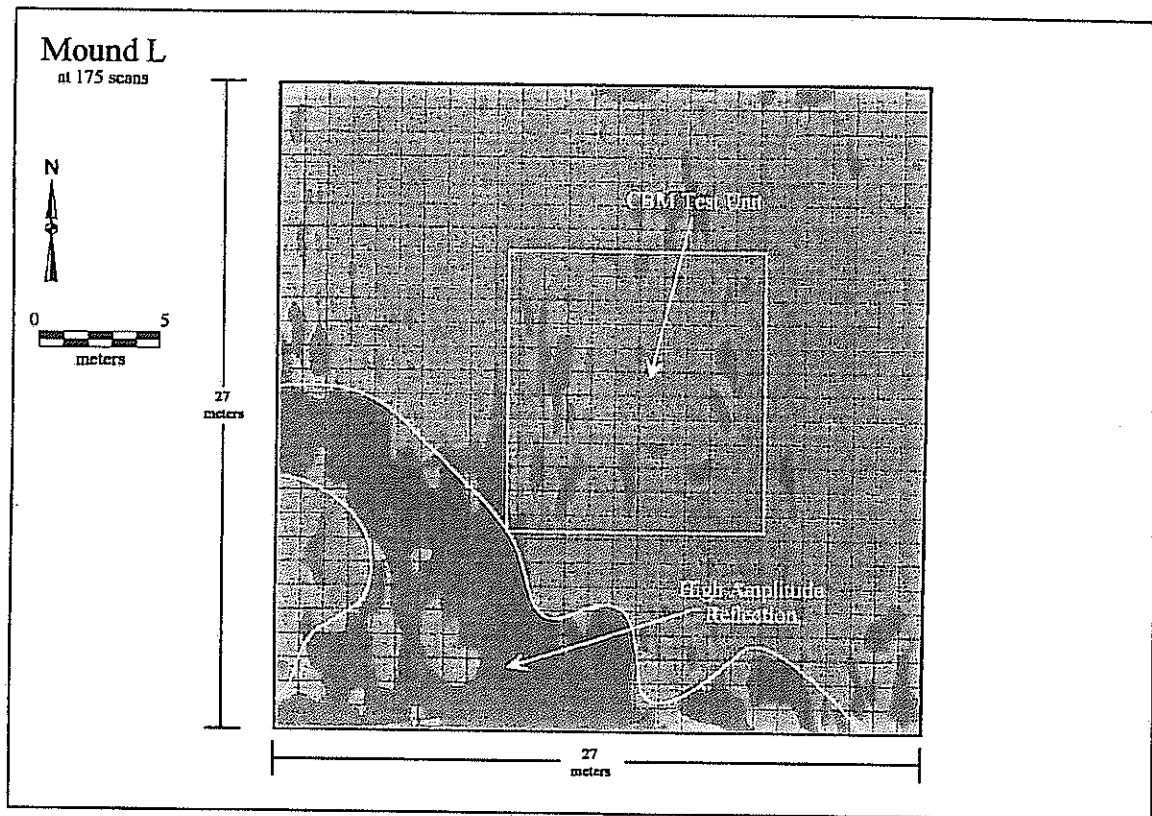 Mound L
at 175 scans
N
0 5
meters
27
meters
CBM Test Unit
High Amplitude
Reflection
27
meters